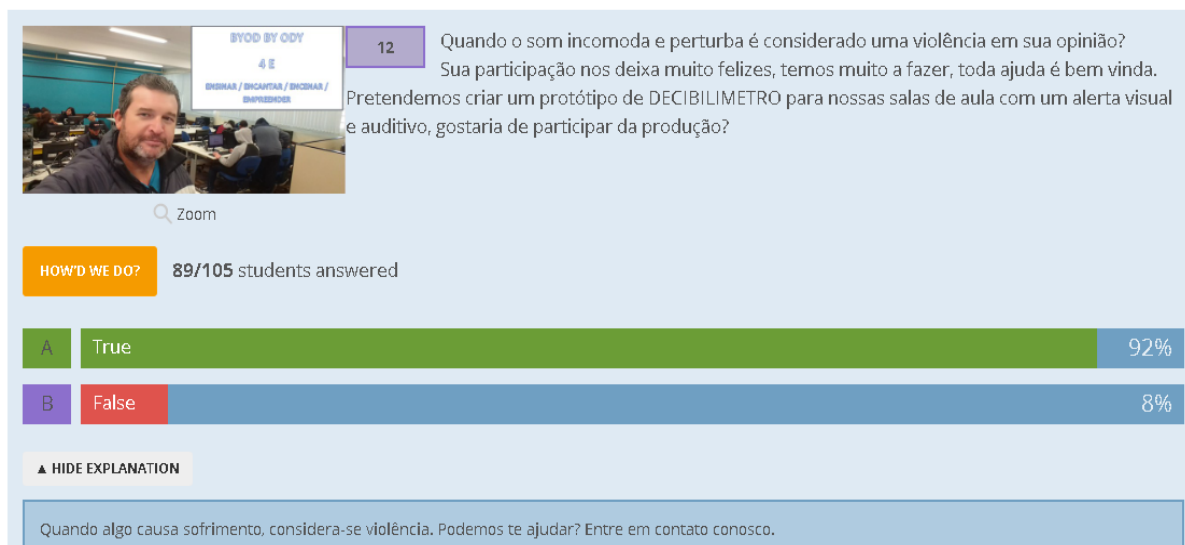 BYOD BY ODY
4 E
ENSINAR / ENCANTAR / ENCENAR /
EMPREENDER
12
Quando o som incomoda e perturba é considerado uma violência em sua opinião?
Sua participação nos deixa muito felizes, temos muito a fazer, toda ajuda é bem vinda.
Pretendemos criar um protótipo de DECIBILIMETRO para nossas salas de aula com um alerta visual
e auditivo, gostaria de participar da produção?
Zoom
HOW'D WE DO? 89/105 students answered
A True 92%
B False 8%
▲ HIDE EXPLANATION
Quando algo causa sofrimento, considera-se violência. Podemos te ajudar? Entre em contato conosco.